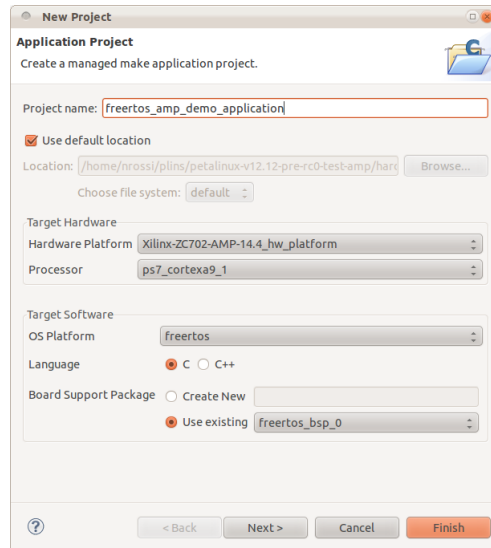 New Project
Application Project
Create a managed make application project.
C
Project name: freertos_amp_demo_application
Use default location
Location: /home/nrossi/plins/petalinux-v12.12-pre-rc0-test-amp/hard Browse...
Choose file system: default
Target Hardware
Hardware Platform Xilinx-ZC702-AMP-14.4_hw_platform
Processor ps7_cortexa9_1
Target Software
OS Platform freertos
Language C C++
Board Support Package Create New
Use existing freertos_bsp_0
? < Back Next > Cancel Finish